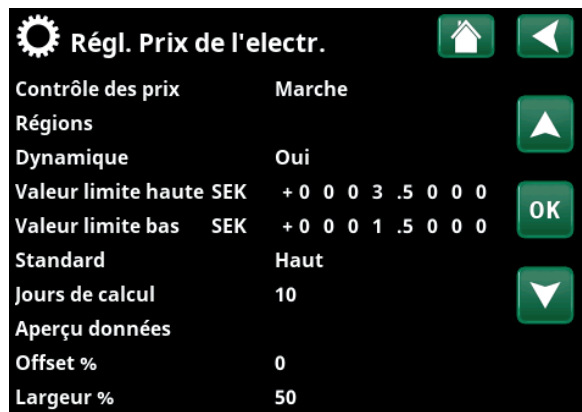 Régl. Prix de l'electr.
Contrôle des prix Marche
Régions
Dynamique Oui
Valeur limite haute SEK +0 0 0 3 .5 0 0 0
Valeur limite bas SEK +0 0 0 1 .5 0 0 0
OK
Standard Haut
Jours de calcul 10
Aperçu données
Offset % 0
Largeur % 50